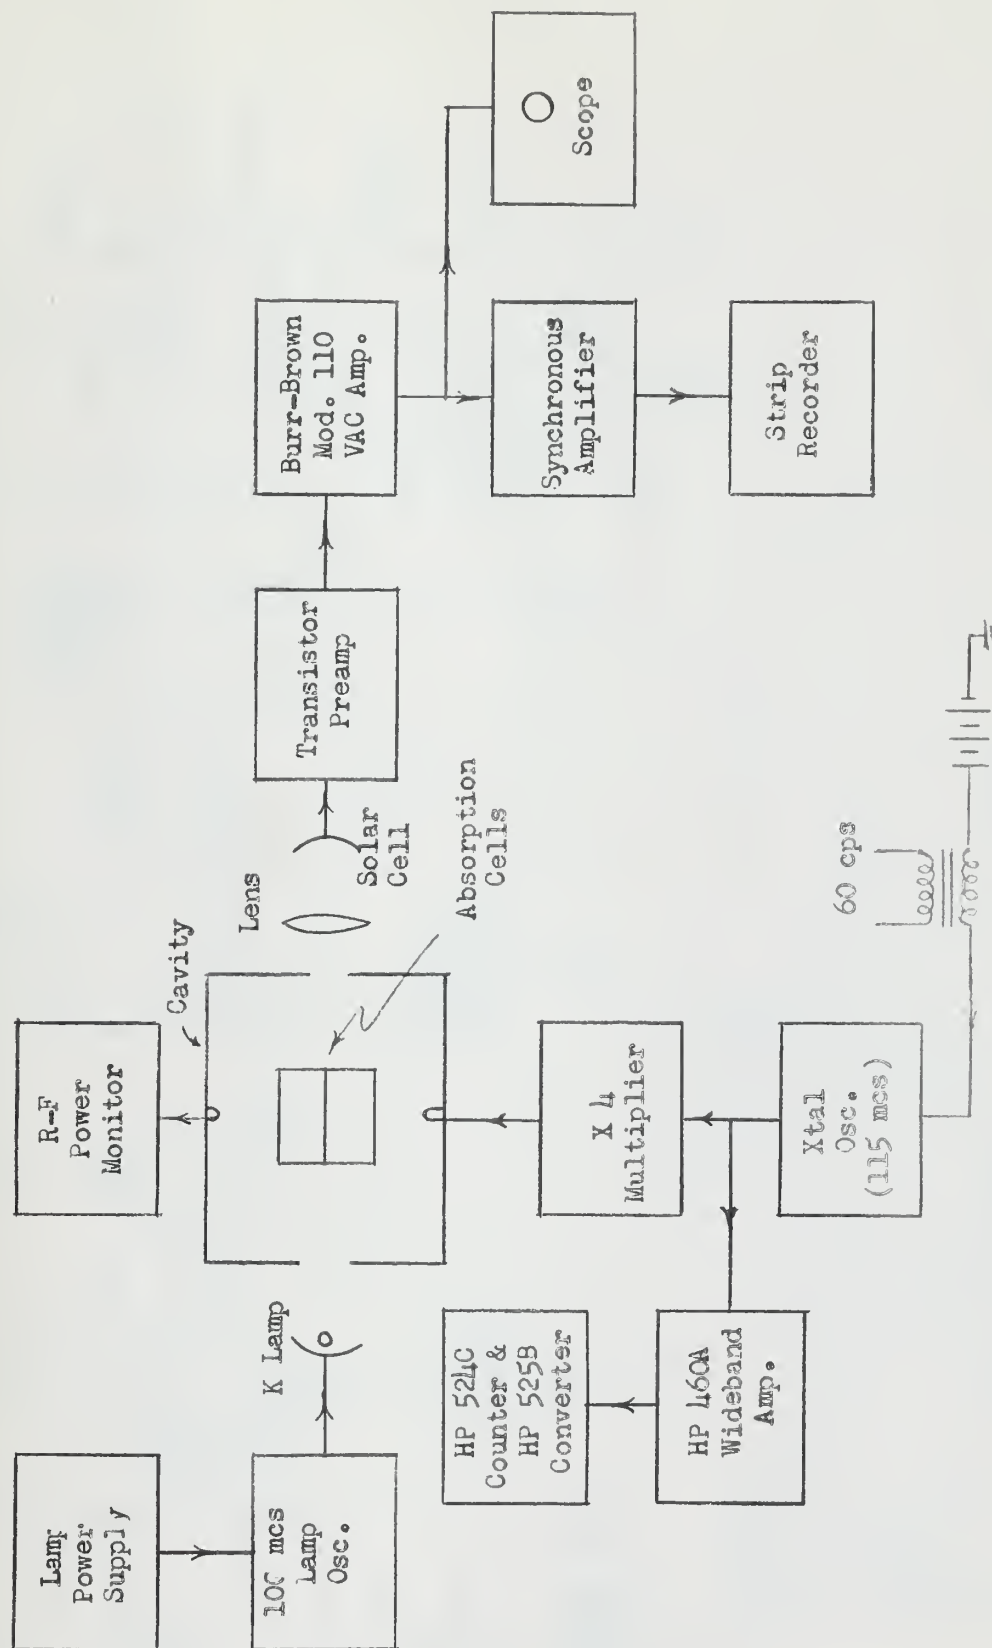 Lamp
Power
Supply
100 mcs
Lamp
Osc.
K Lamp
R-F
Power
Monitor
Cavity
Lens
Solar
Cell
Absorption
Cells
Transistor
Preamp
Burr-Brown
Mod. 110
VAC Amp.
Scope
Synchronous
Amplifier
Strip
Recorder
X 4
Multiplier
Xtal
Osc.
(115 mcs)
60 cps
HP 524C
Counter &
HP 525B
Converter
HP 460A
Wideband
Amp.